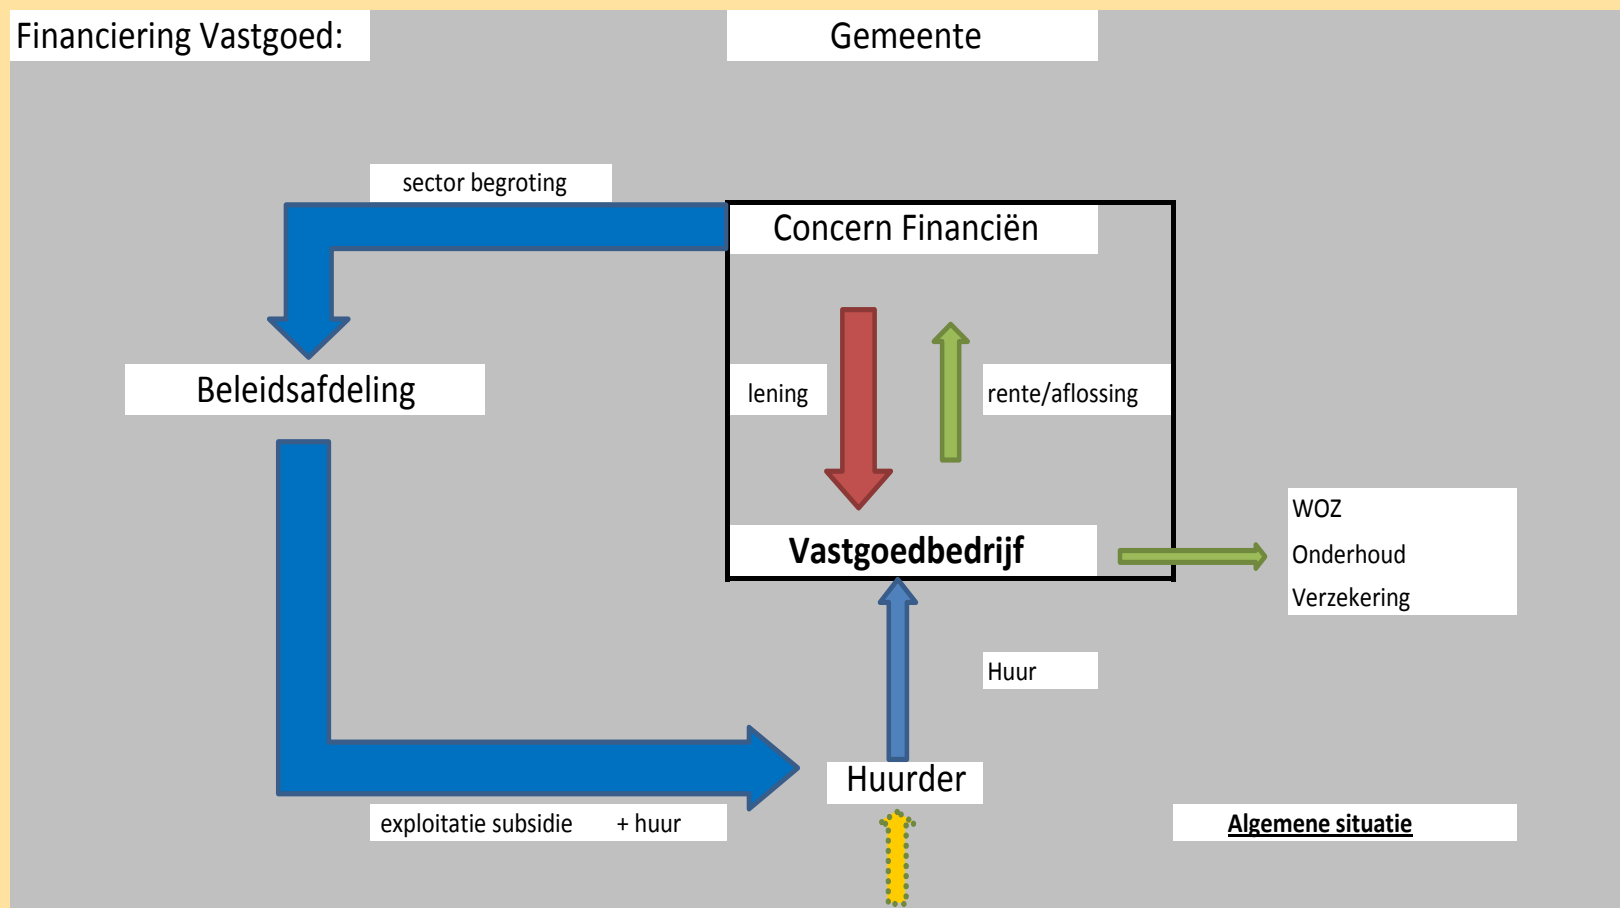 Financiering Vastgoed:
Gemeente
sector begroting
Concern Financiën
Beleidsafdeling
lening
rente/aflossing
Vastgoedbedrijf
WOZ
Onderhoud
Verzekering
Huur
Huurder
exploitatie subsidie + huur
Algemene situatie